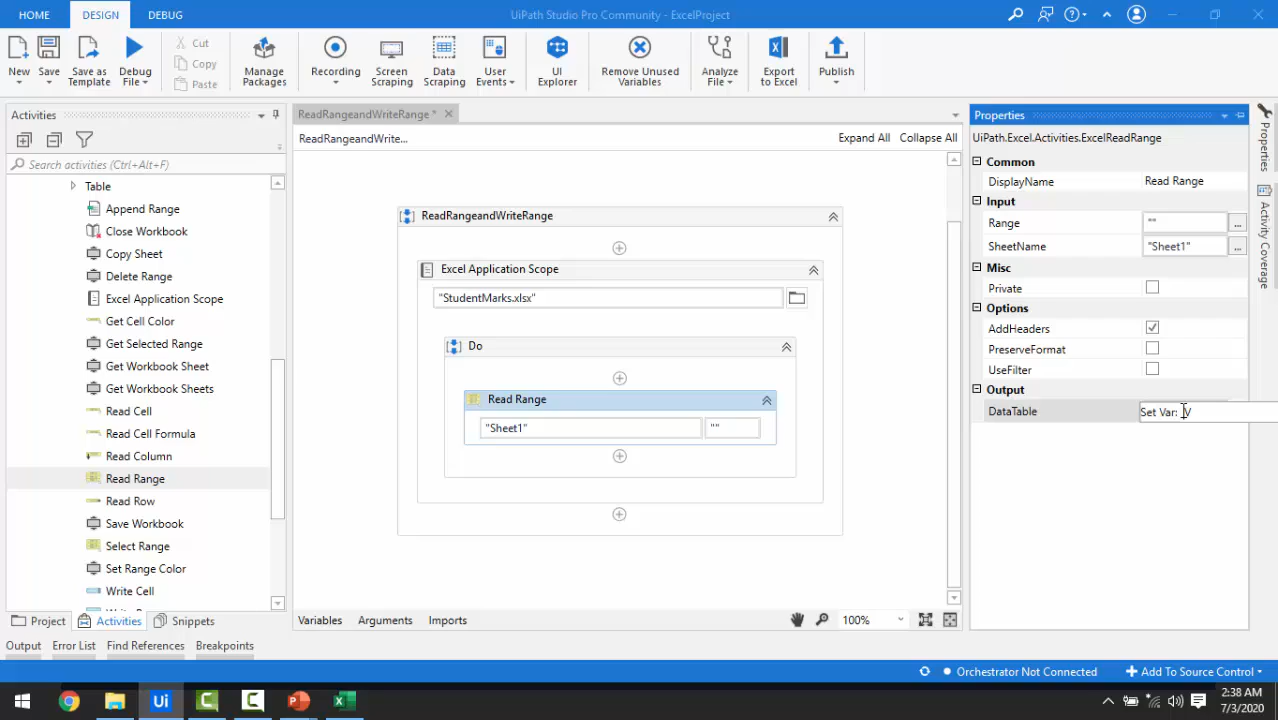 HOME
DESIGN
DEBUG
UiPath Studio Pro Community - ExcelProject
New
Save
Save as Template
Debug File
Cut
Copy
Paste
Manage Packages
Recording
Screen Scraping
Data Scraping
User Events
UI Explorer
Remove Unused Variables
Analyze File
Export to Excel
Publish
Activities
Search activities (Ctrl+Alt+F)
Table
Append Range
Close Workbook
Copy Sheet
Delete Range
Excel Application Scope
Get Cell Color
Get Selected Range
Get Workbook Sheet
Get Workbook Sheets
Read Cell
Read Cell Formula
Read Column
Read Range
Read Row
Save Workbook
Select Range
Set Range Color
Write Cell
Project
Activities
Snippets
ReadRangeandWriteRange *
ReadRangeandWrite...
Expand All
Collapse All
ReadRangeandWriteRange
Excel Application Scope
"StudentMarks.xlsx"
Do
Read Range
"Sheet1"
""
Variables
Arguments
Imports
100%
Properties
UiPath.Excel.Activities.ExcelReadRange
Common
DisplayName Read Range
Input
Range ""
...
SheetName "Sheet1"
...
Misc
Private
Options
AddHeaders
PreserveFormat
UseFilter
Output
DataTable Set Var: V
Properties
Activity Coverage
Output
Error List
Find References
Breakpoints
Orchestrator Not Connected
Add To Source Control
Ui
2:38 AM
7/3/2020